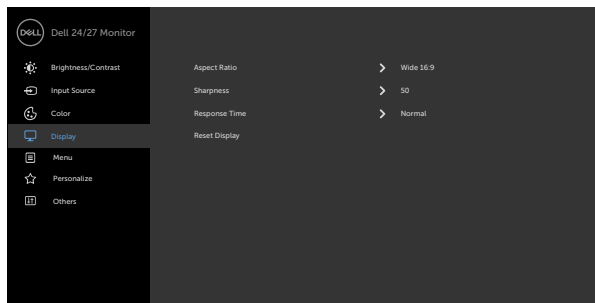 DELL
Dell 24/27 Monitor
Brightness/Contrast
Aspect Ratio
Wide 16:9
Input Source
Sharpness
50
Color
Response Time
Normal
Display
Reset Display
Menu
Personalize
Others